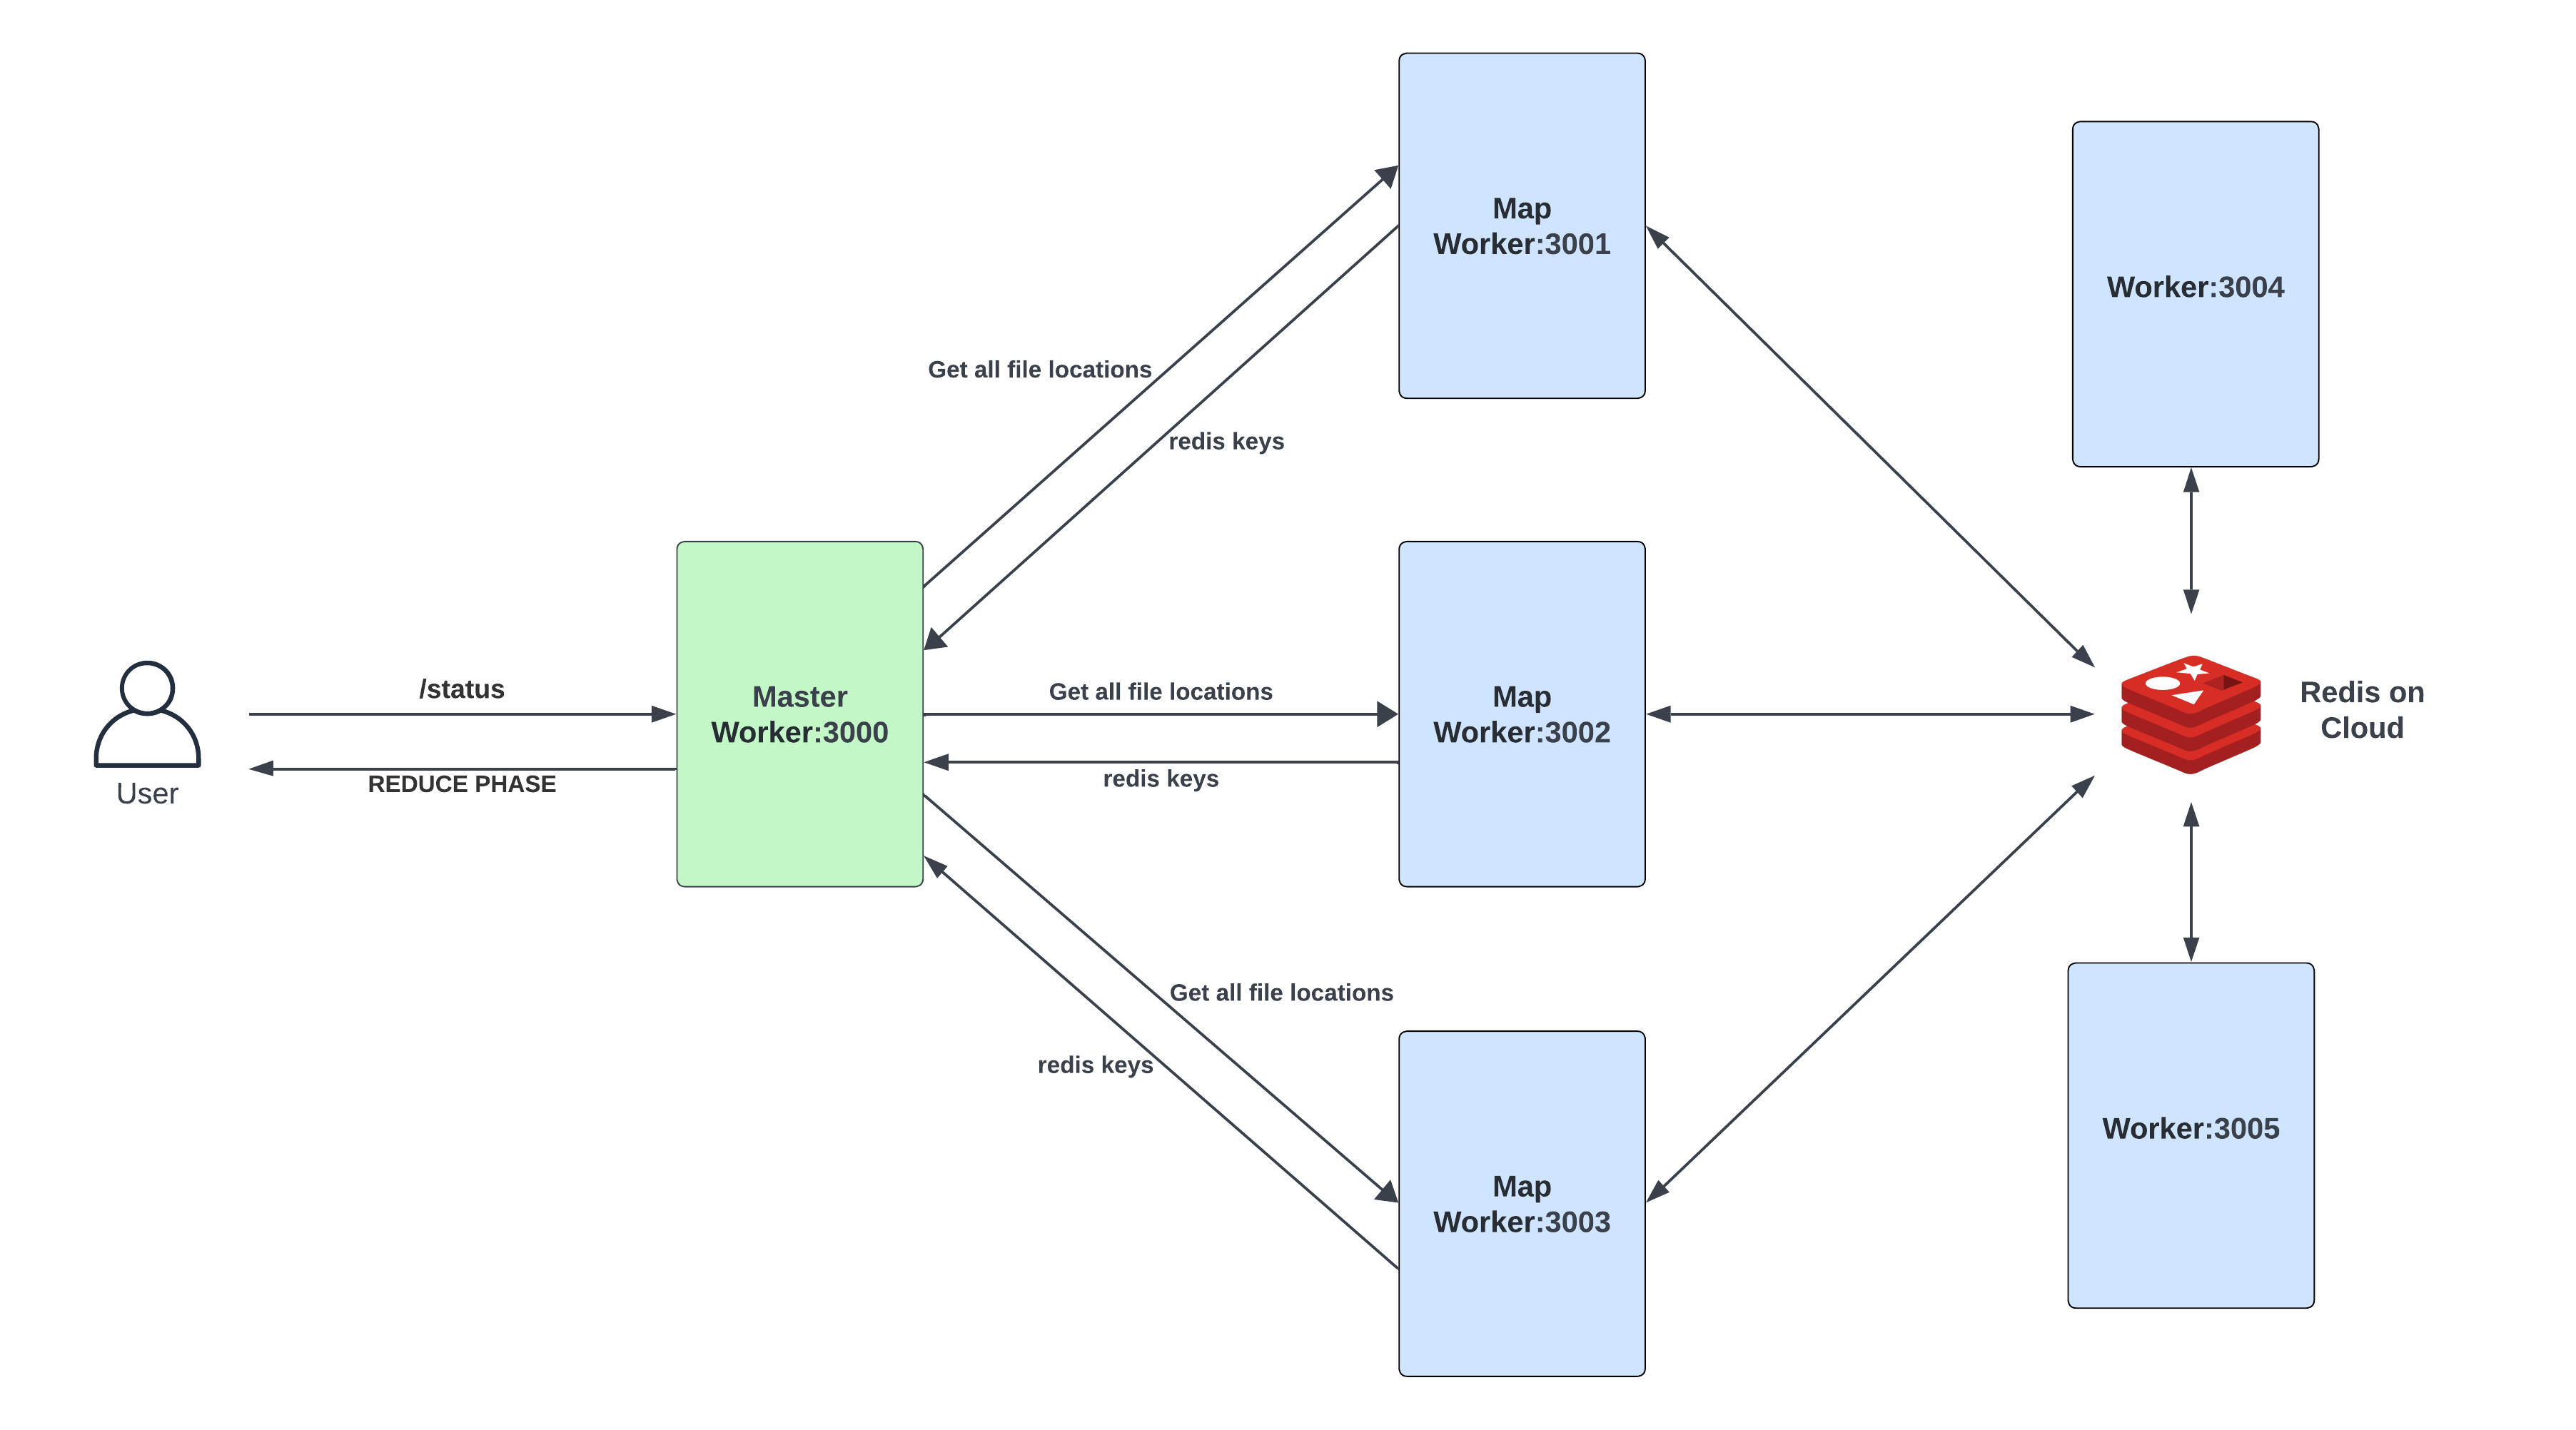 Map
Worker:3001
Worker:3004
Get all file locations
redis keys
/status
REDUCE PHASE
User
Master
Worker:3000
Get all file locations
redis keys
Map
Worker:3002
Redis on
Cloud
Get all file locations
redis keys
Map
Worker:3003
Worker:3005